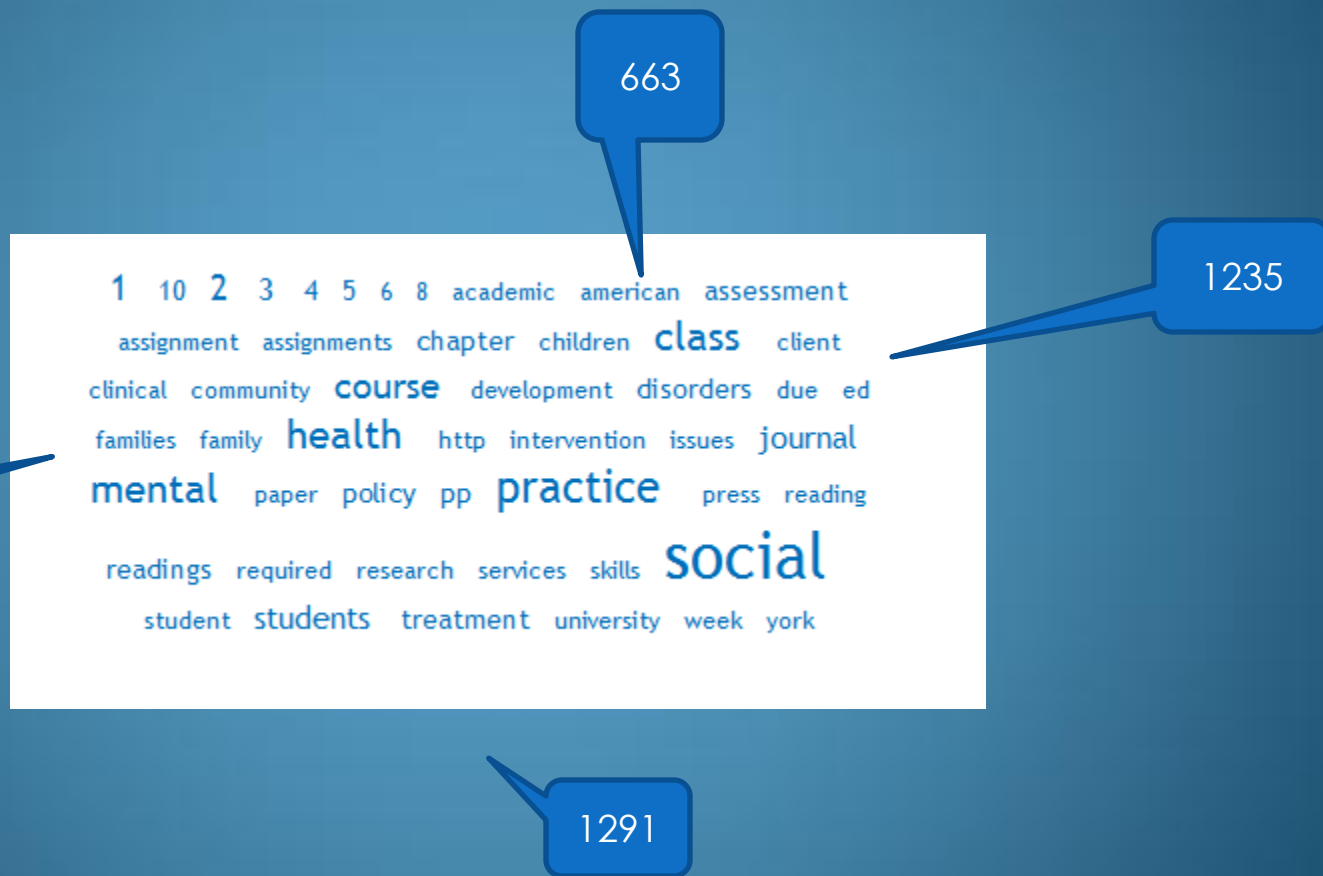 663
1235
1 10 2 3 4 5 6 8 academic american assessment
assignment assignments chapter children class client
clinical community course development disorders due ed
families family health http intervention issues journal
mental paper policy pp practice press reading
readings required research services skills social
student students treatment university week york
1291